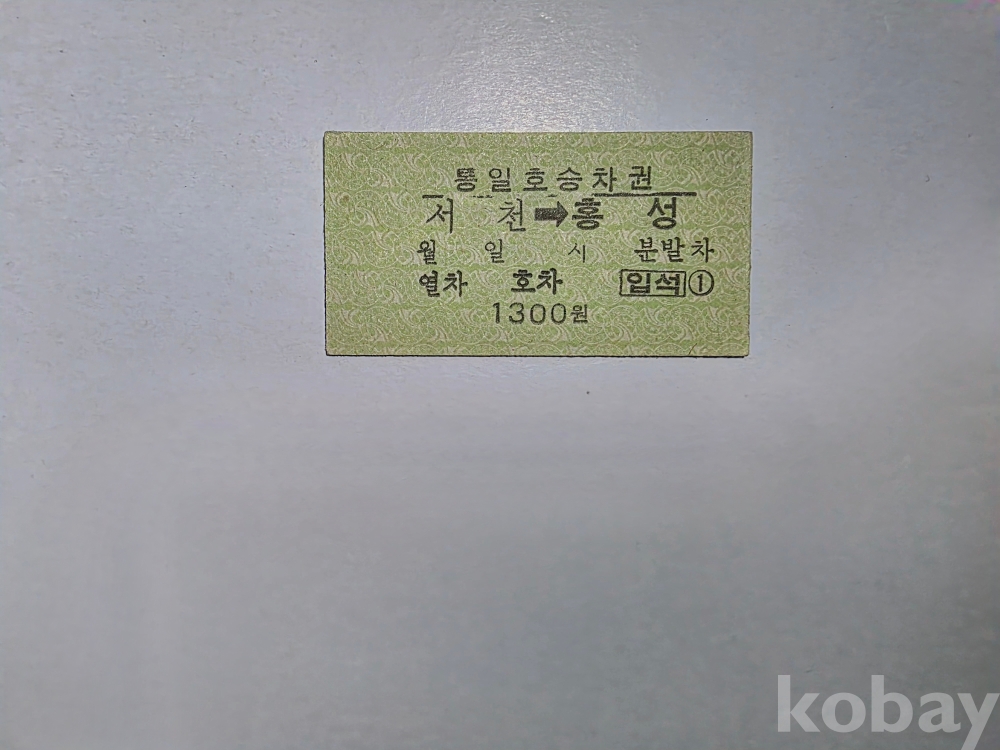 통일호승차권
서 천 ➡ 홍 성
월 일 시 분발차
열차 호차 입석 ①
1300원
kobay